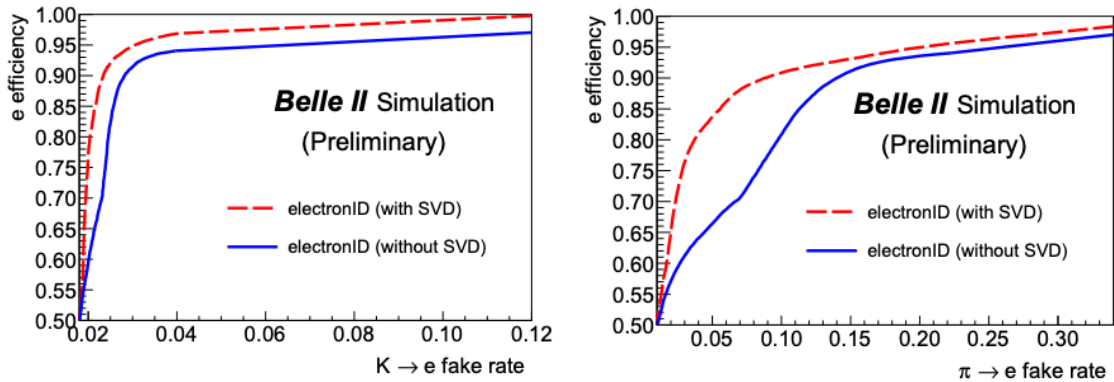 e efficiency
1.00
0.95
0.90
0.85
0.80
0.75
0.70
0.65
0.60
0.55
0.50
Belle II Simulation
(Preliminary)
electronID (with SVD)
electronID (without SVD)
0.02 0.04 0.06 0.08 0.10 0.12
K → e fake rate
e efficiency
1.00
0.95
0.90
0.85
0.80
0.75
0.70
0.65
0.60
0.55
0.50
Belle II Simulation
(Preliminary)
electronID (with SVD)
electronID (without SVD)
0.05 0.10 0.15 0.20 0.25 0.30
π → e fake rate